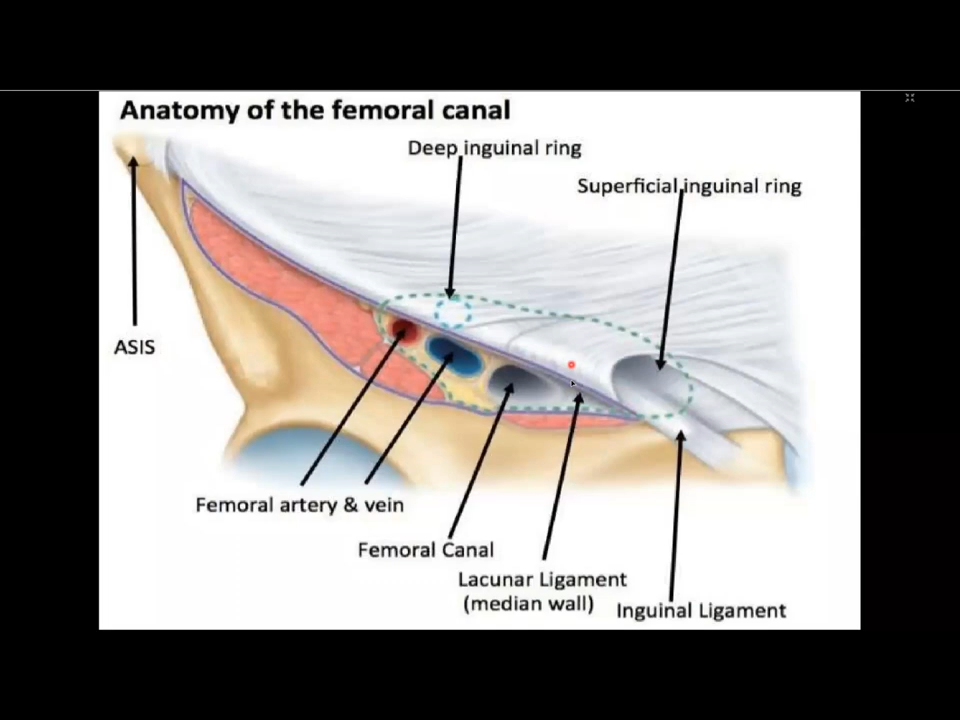 Anatomy of the femoral canal
Deep inguinal ring
Superficial inguinal ring
ASIS
Femoral artery & vein
Femoral Canal
Lacunar Ligament
(median wall)
Inguinal Ligament